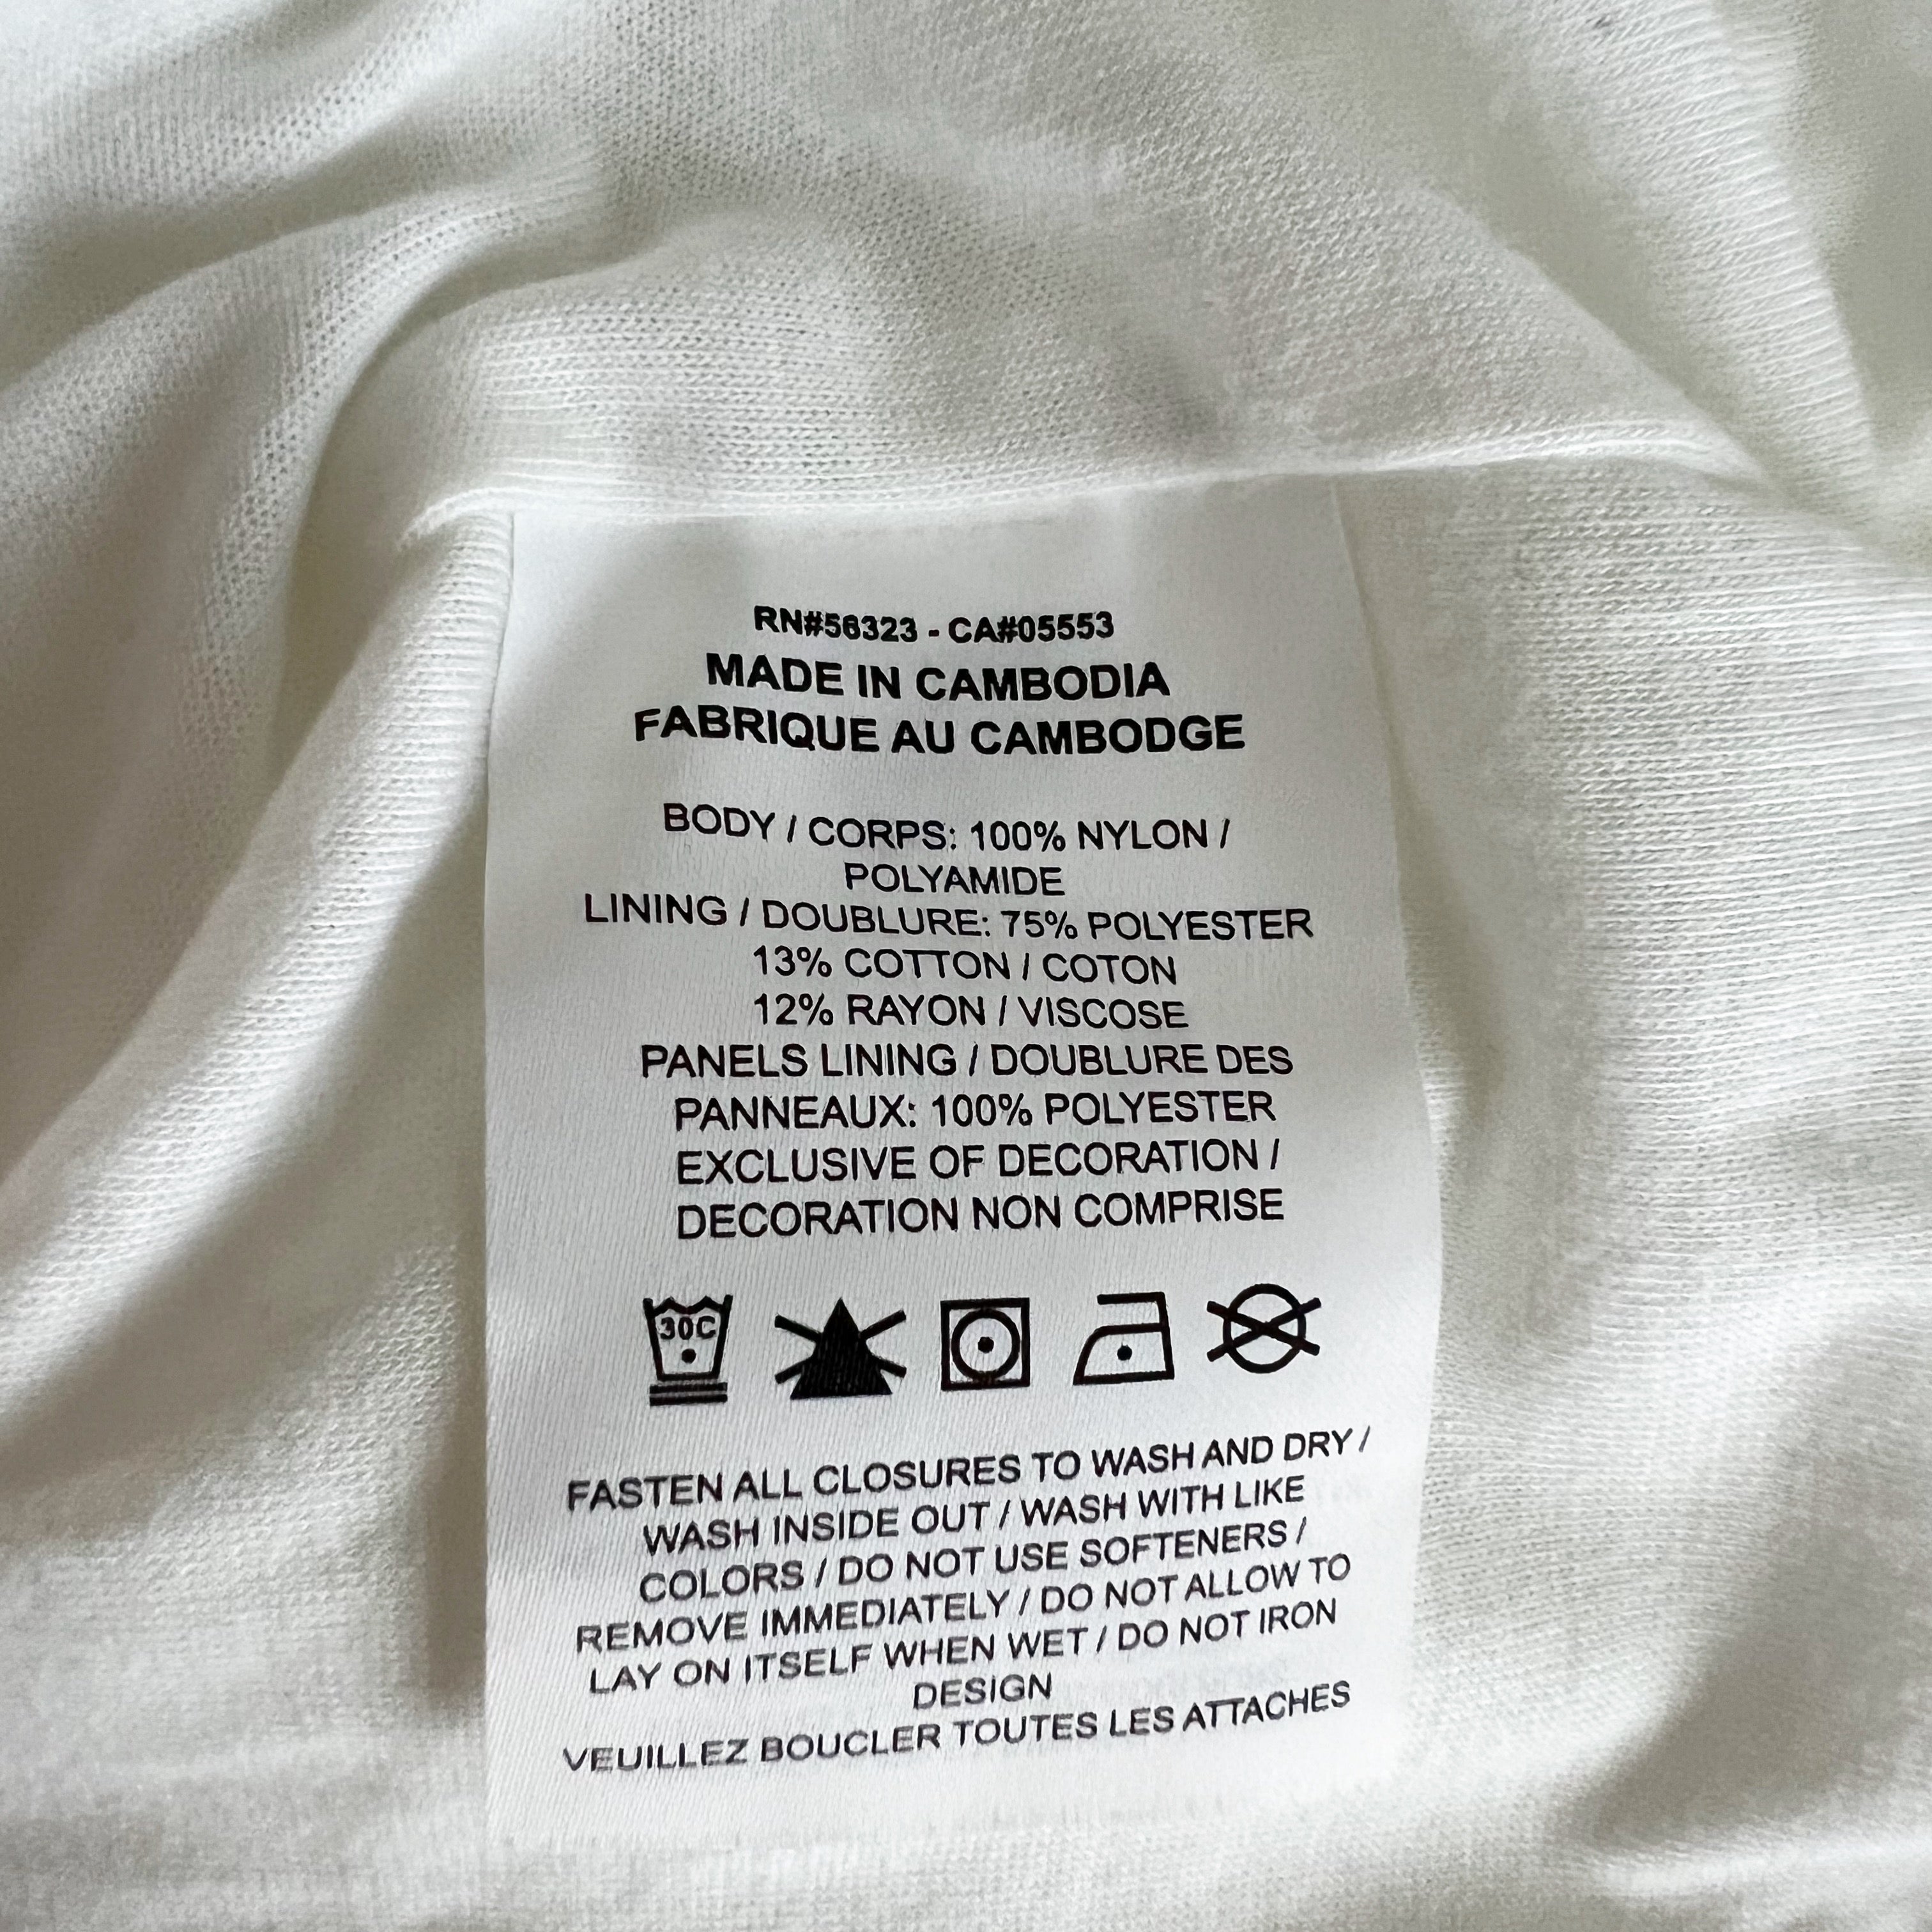 RN#56323 - CA#05553
MADE IN CAMBODIA
FABRIQUE AU CAMBODGE
BODY / CORPS: 100% NYLON /
POLYAMIDE
LINING / DOUBLURE: 75% POLYESTER
13% COTTON / COTON
12% RAYON / VISCOSE
PANELS LINING / DOUBLURE DES
PANNEAUX: 100% POLYESTER
EXCLUSIVE OF DECORATION /
DECORATION NON COMPRISE
30C
FASTEN ALL CLOSURES TO WASH AND DRY /
WASH INSIDE OUT / WASH WITH LIKE
COLORS / DO NOT USE SOFTENERS /
REMOVE IMMEDIATELY / DO NOT ALLOW TO
LAY ON ITSELF WHEN WET / DO NOT IRON
DESIGN
VEUILLEZ BOUCLER TOUTES LES ATTACHES